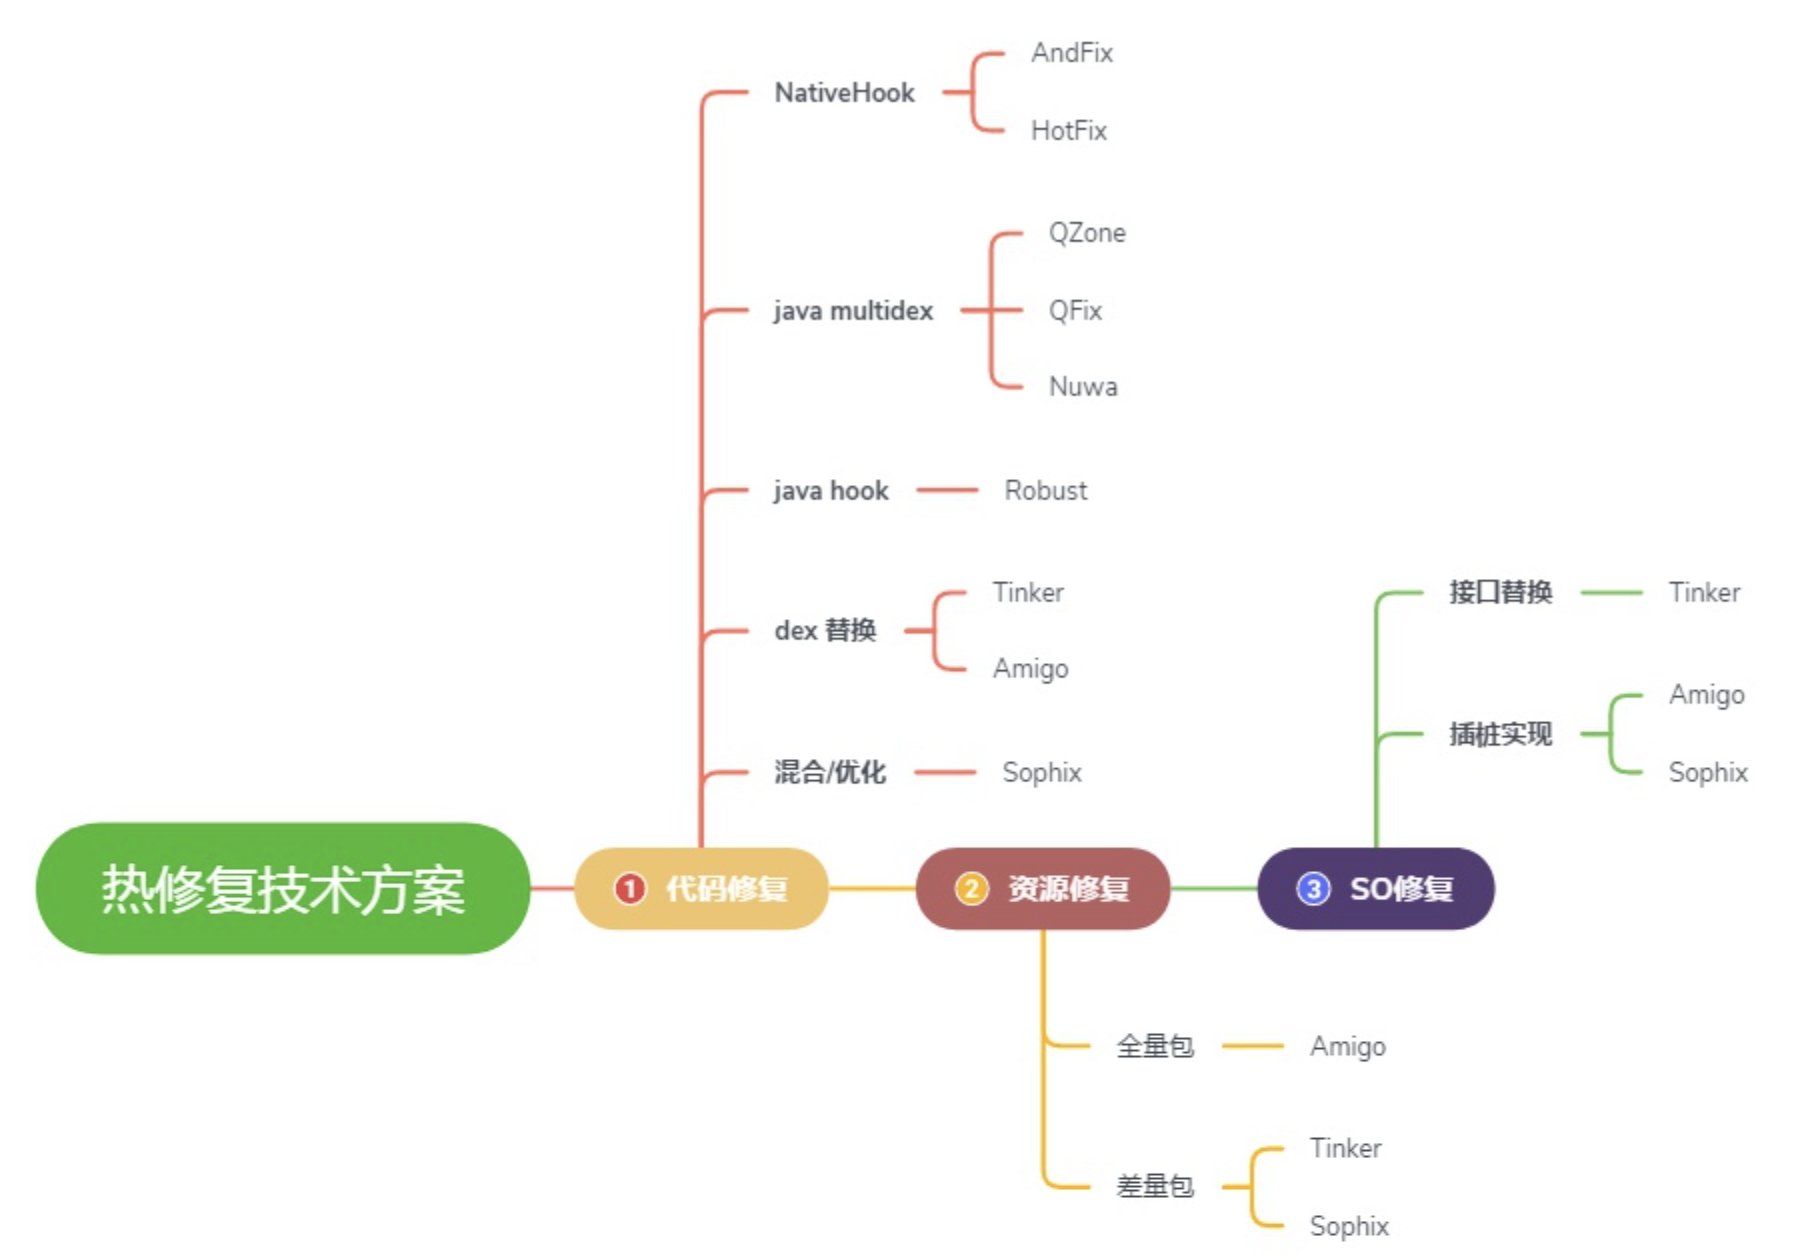 NativeHook
AndFix
HotFix
java multidex
QZone
QFix
Nuwa
java hook
Robust
dex 替换
Tinker
Amigo
混合/优化
Sophix
热修复技术方案
1 代码修复
2 资源修复
全量包
Amigo
差量包
Tinker
Sophix
3 SO修复
接口替换
Tinker
插桩实现
Amigo
Sophix